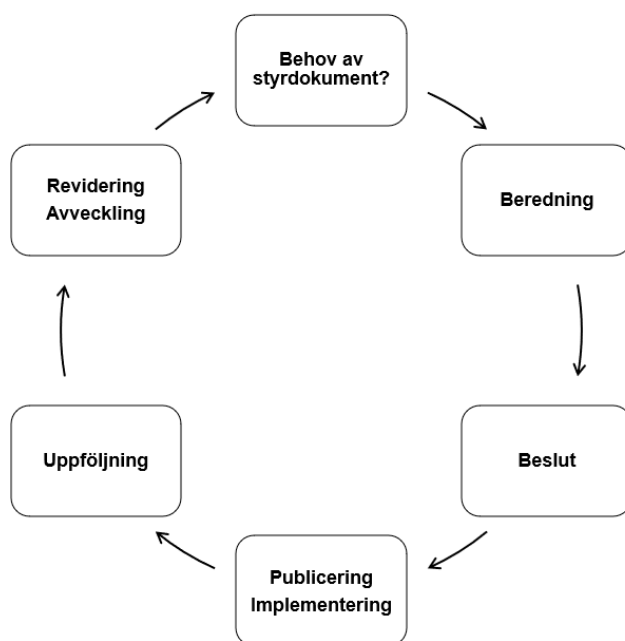 Behov av
styrdokument?
Beredning
Beslut
Publicering
Implementering
Uppföljning
Revidering
Avveckling